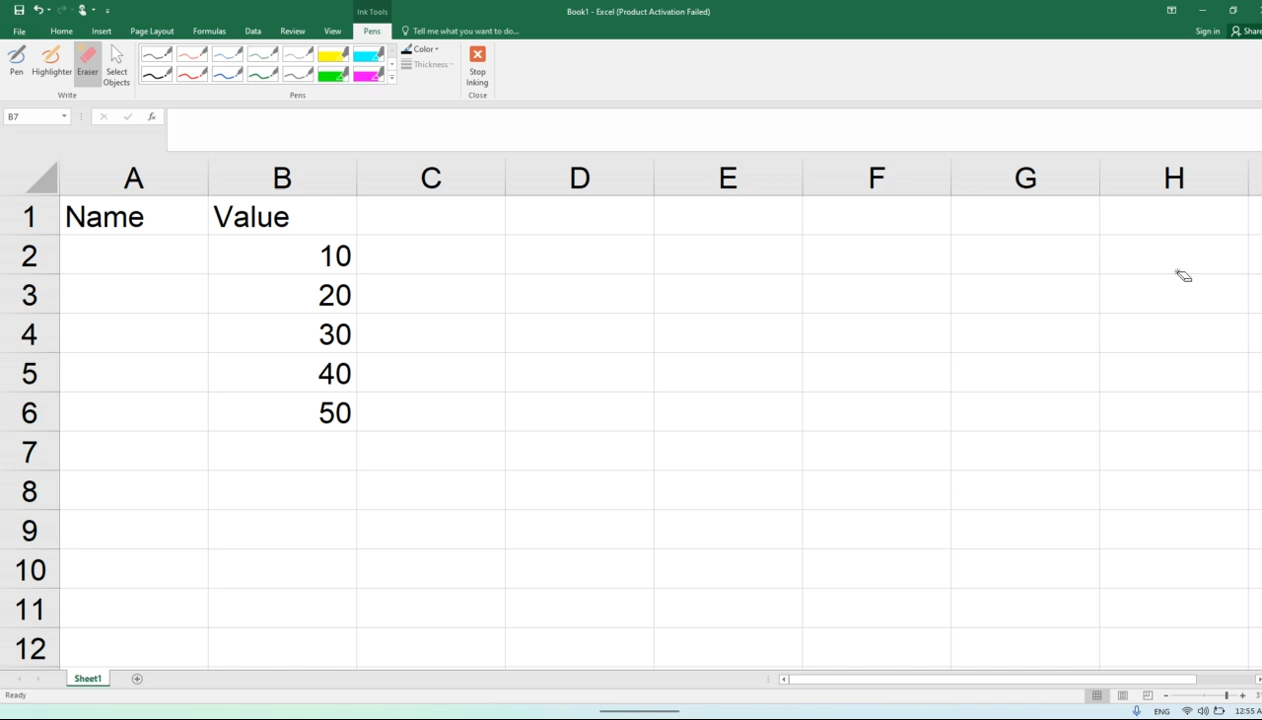 Ink Tools
Book1 - Excel (Product Activation Failed)
File Home Insert Page Layout Formulas Data Review View Pens Tell me what you want to do... Sign in Share
Pen Highlighter Eraser Select Objects
Color
Thickness
Stop Inking
Write Pens Close
B7 fx
A B C D E F G H
1 Name Value
2 10
3 20
4 30
5 40
6 50
7
8
9
10
11
12
Sheet1
Ready
ENG 12:55